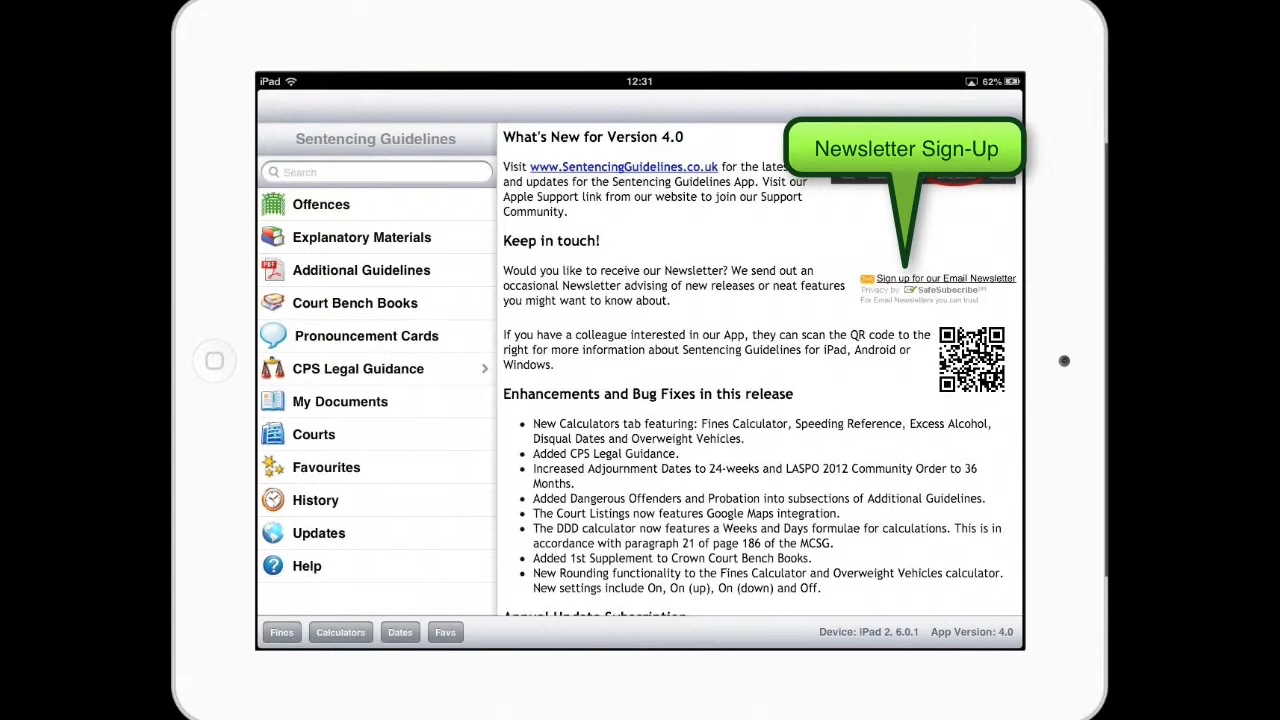 iPad
12:31
62%
Sentencing Guidelines
Search
Offences
Explanatory Materials
Additional Guidelines
Court Bench Books
Pronouncement Cards
CPS Legal Guidance
My Documents
Courts
Favourites
History
Updates
Help
What's New for Version 4.0
Newsletter Sign-Up
Visit www.SentencingGuidelines.co.uk for the
and updates for the Sentencing Guidelines App. Visit our
Apple Support link from our website to join our Support
Community.
Keep in touch!
Would you like to receive our Newsletter? We send out an
occasional Newsletter advising of new releases or neat features
you might want to know about.
Sign up for our Email Newsletter
Privacy by SafeSubscribe SM
For Email Newsletters you can trust
If you have a colleague interested in our App, they can scan the QR code to the
right for more information about Sentencing Guidelines for iPad, Android or
Windows.
Enhancements and Bug Fixes in this release
• New Calculators tab featuring: Fines Calculator, Speeding Reference, Excess Alcohol,
Disqual Dates and Overweight Vehicles.
• Added CPS Legal Guidance.
• Increased Adjournment Dates to 24-weeks and LASPO 2012 Community Order to 36
Months.
• Added Dangerous Offenders and Probation into subsections of Additional Guidelines.
• The Court Listings now features Google Maps integration.
• The DDD calculator now features a Weeks and Days formulae for calculations. This is in
accordance with paragraph 21 of page 186 of the MCSG.
• Added 1st Supplement to Crown Court Bench Books.
• New Rounding functionality to the Fines Calculator and Overweight Vehicles calculator.
New settings include On, On (up), On (down) and Off.
Annual Update Subscription
Fines
Calculators
Dates
Favs
Device: iPad 2, 6.0.1 App Version: 4.0